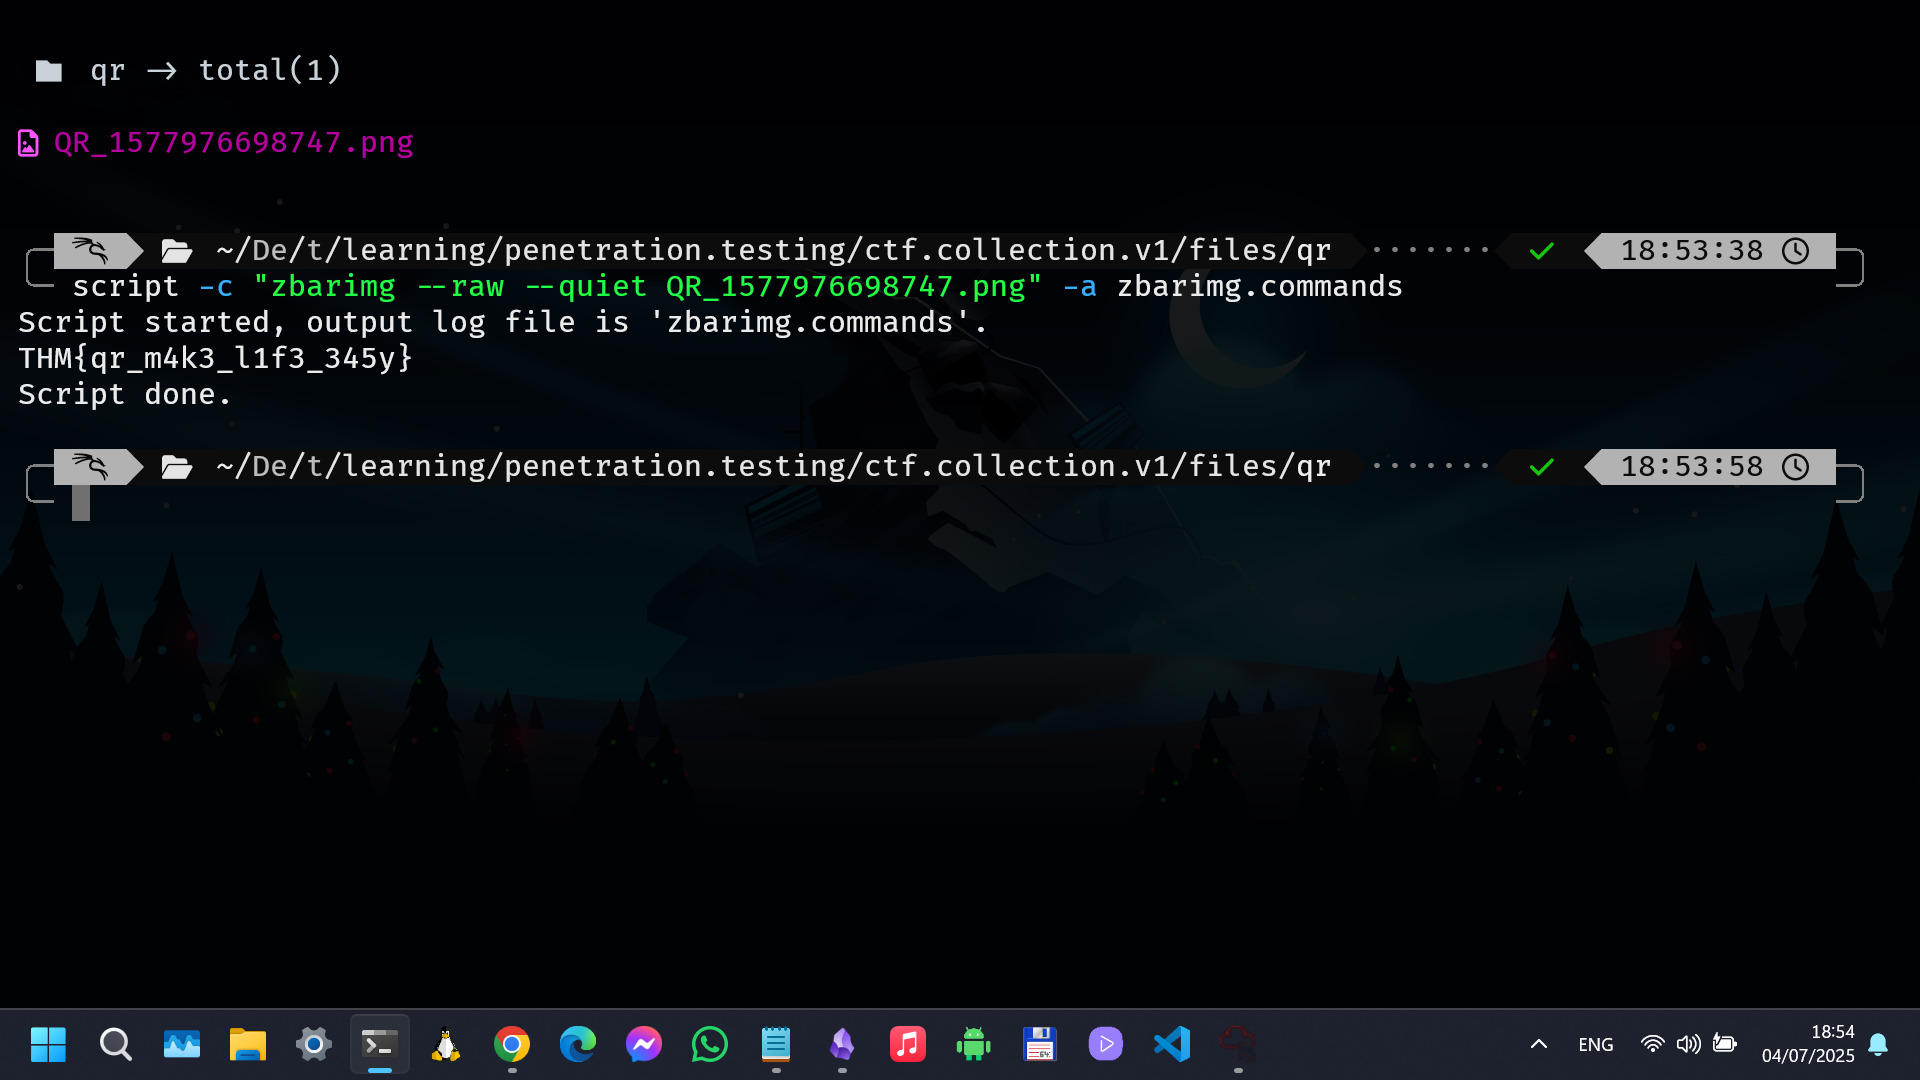 qr → total(1)
QR_1577976698747.png
~/De/t/learning/penetration.testing/ctf.collection.v1/files/qr ······· ✓ 18:53:38
script -c "zbarimg --raw --quiet QR_1577976698747.png" -a zbarimg.commands
Script started, output log file is 'zbarimg.commands'.
THM{qr_m4k3_l1f3_345y}
Script done.
~/De/t/learning/penetration.testing/ctf.collection.v1/files/qr ······· ✓ 18:53:58
ENG
18:54
04/07/2025